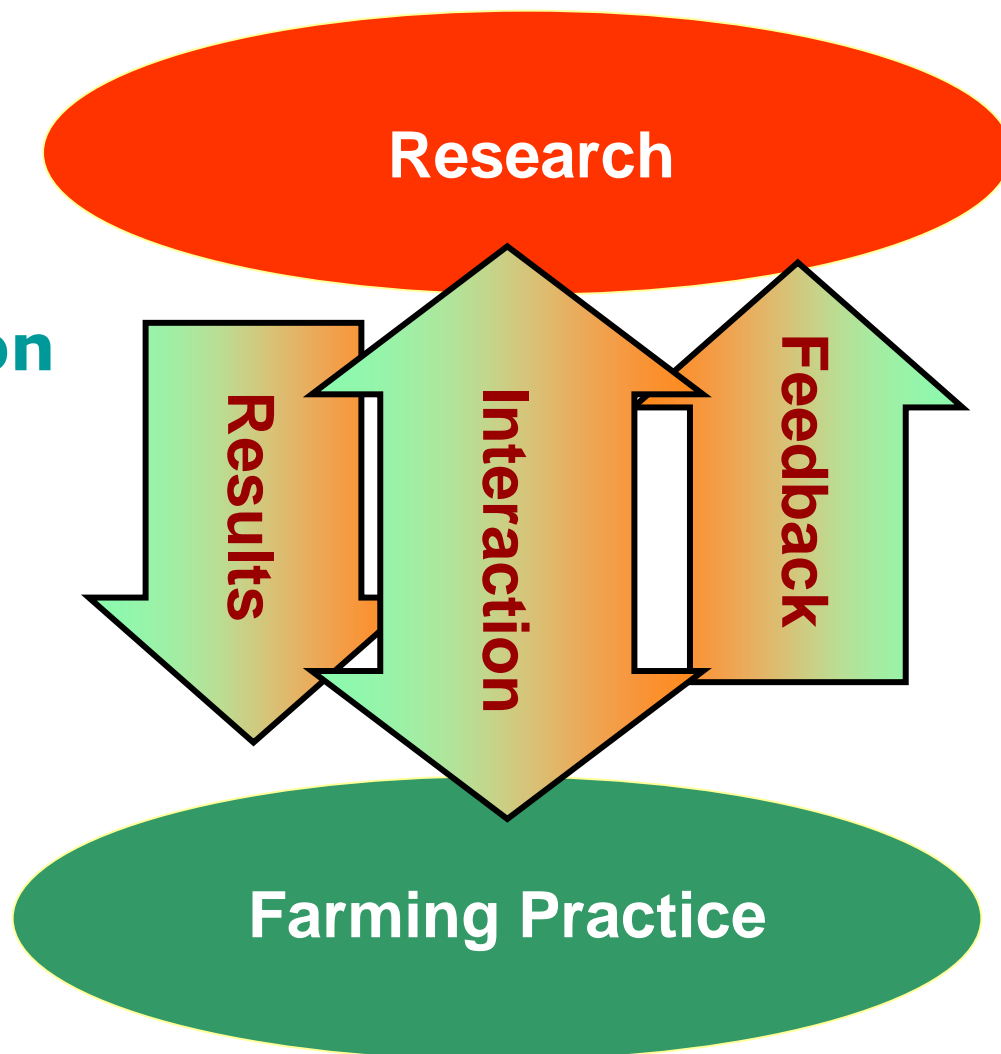 Research
on
Results
Interaction
Feedback
Farming Practice